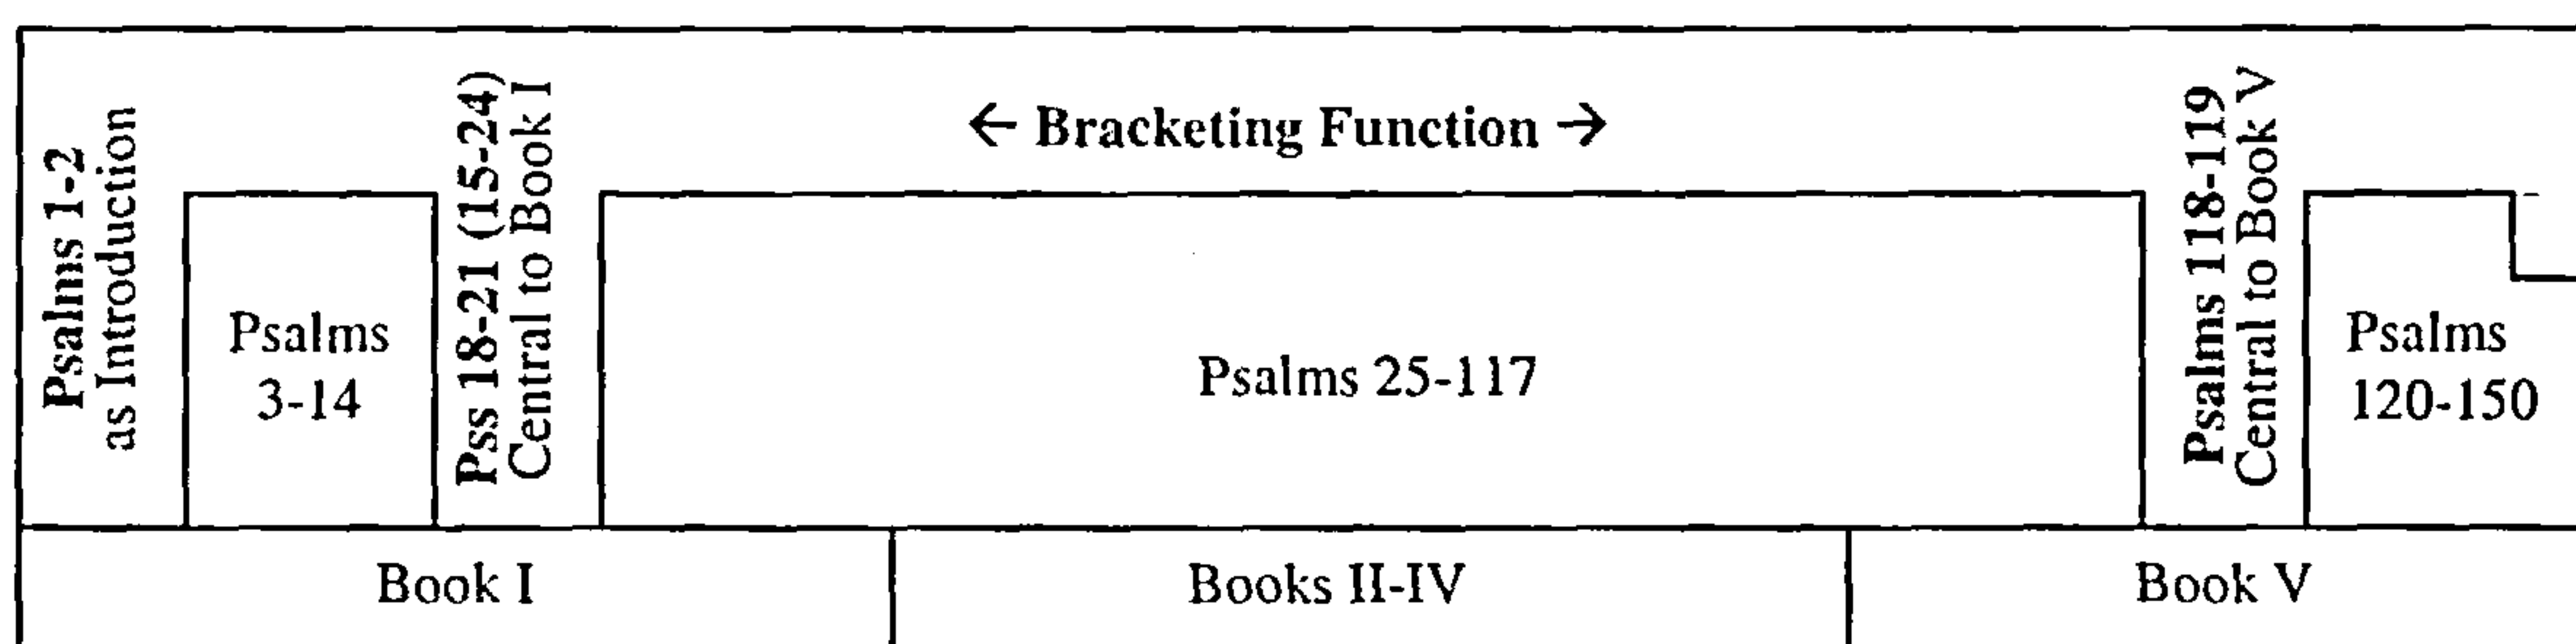 ← Bracketing Function →
Psalms 1-2
as Introduction
Psalms
3-14
Pss 18-21 (15-24)
Central to Book I
Psalms 25-117
Psalms 118-119
Central to Book V
Psalms
120-150
Book I
Books II-IV
Book V